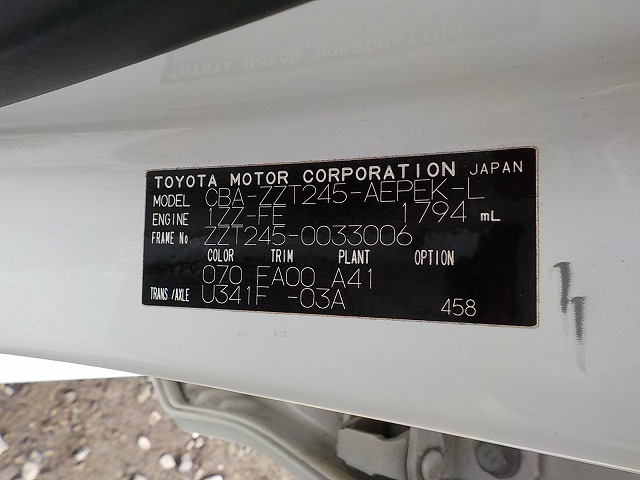 TOYOTA MOTOR CORPORATION JAPAN
MODEL CBA-ZZT245-AEPEK-L
ENGINE 1ZZ-FE 1794 mL
FRAME No ZZT245-0033006
COLOR TRIM PLANT OPTION
070 EA00 A41
TRANS/AXLE U341F -03A
458